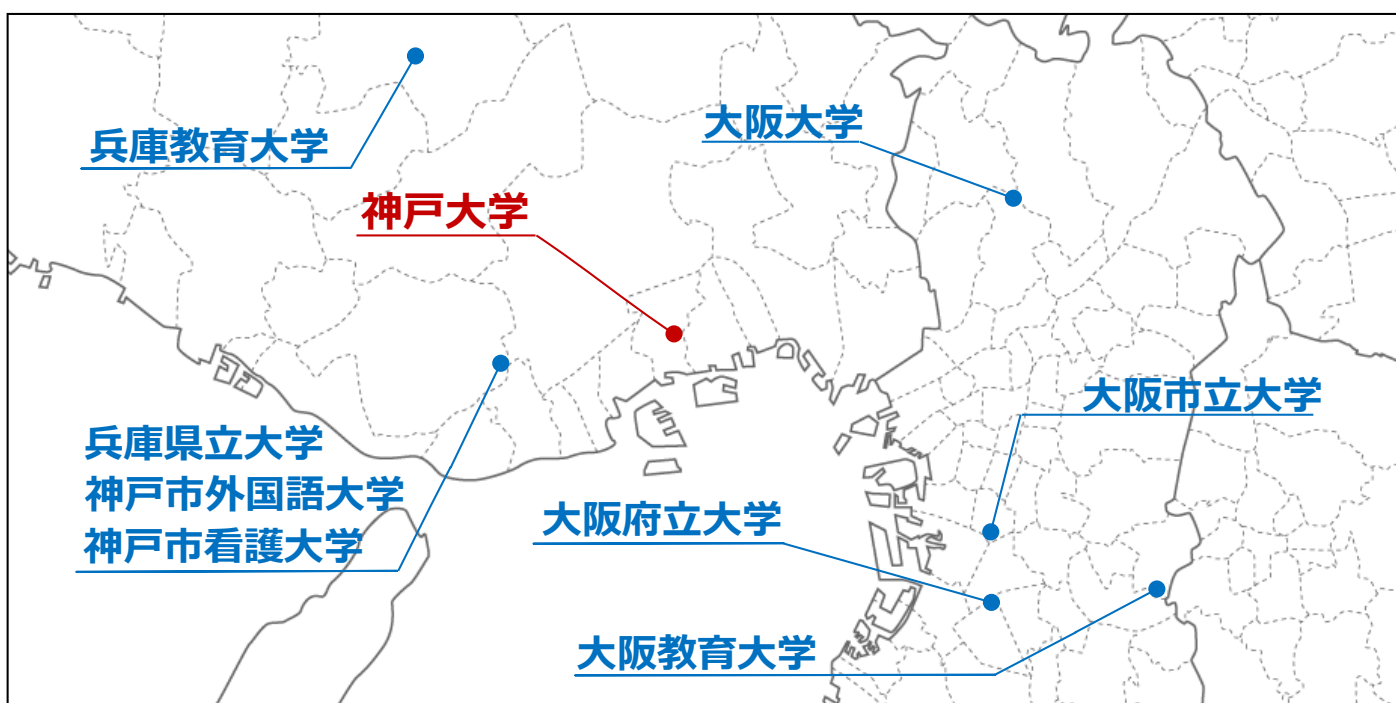 大阪大学
兵庫教育大学
神戸大学
大阪市立大学
兵庫県立大学
神戸市外国語大学
神戸市看護大学
大阪府立大学
大阪教育大学